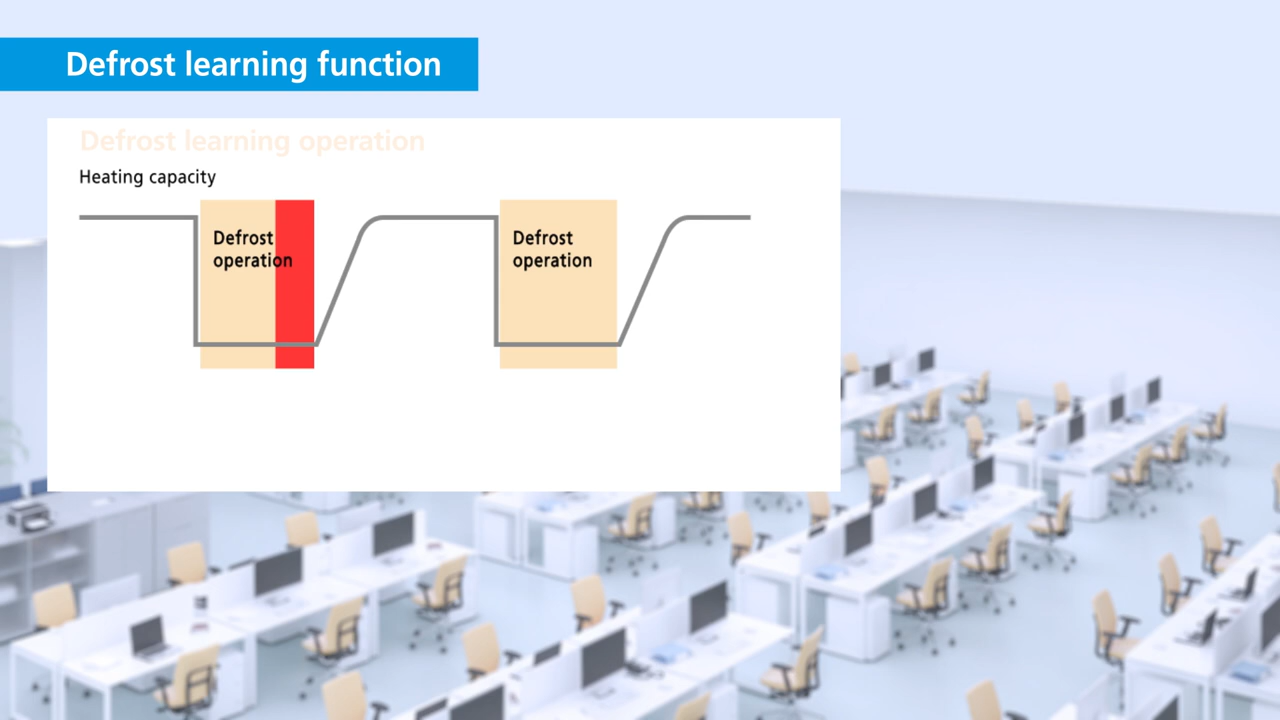 Defrost learning function
Defrost learning operation
Heating capacity
Defrost
operation
Defrost
operation